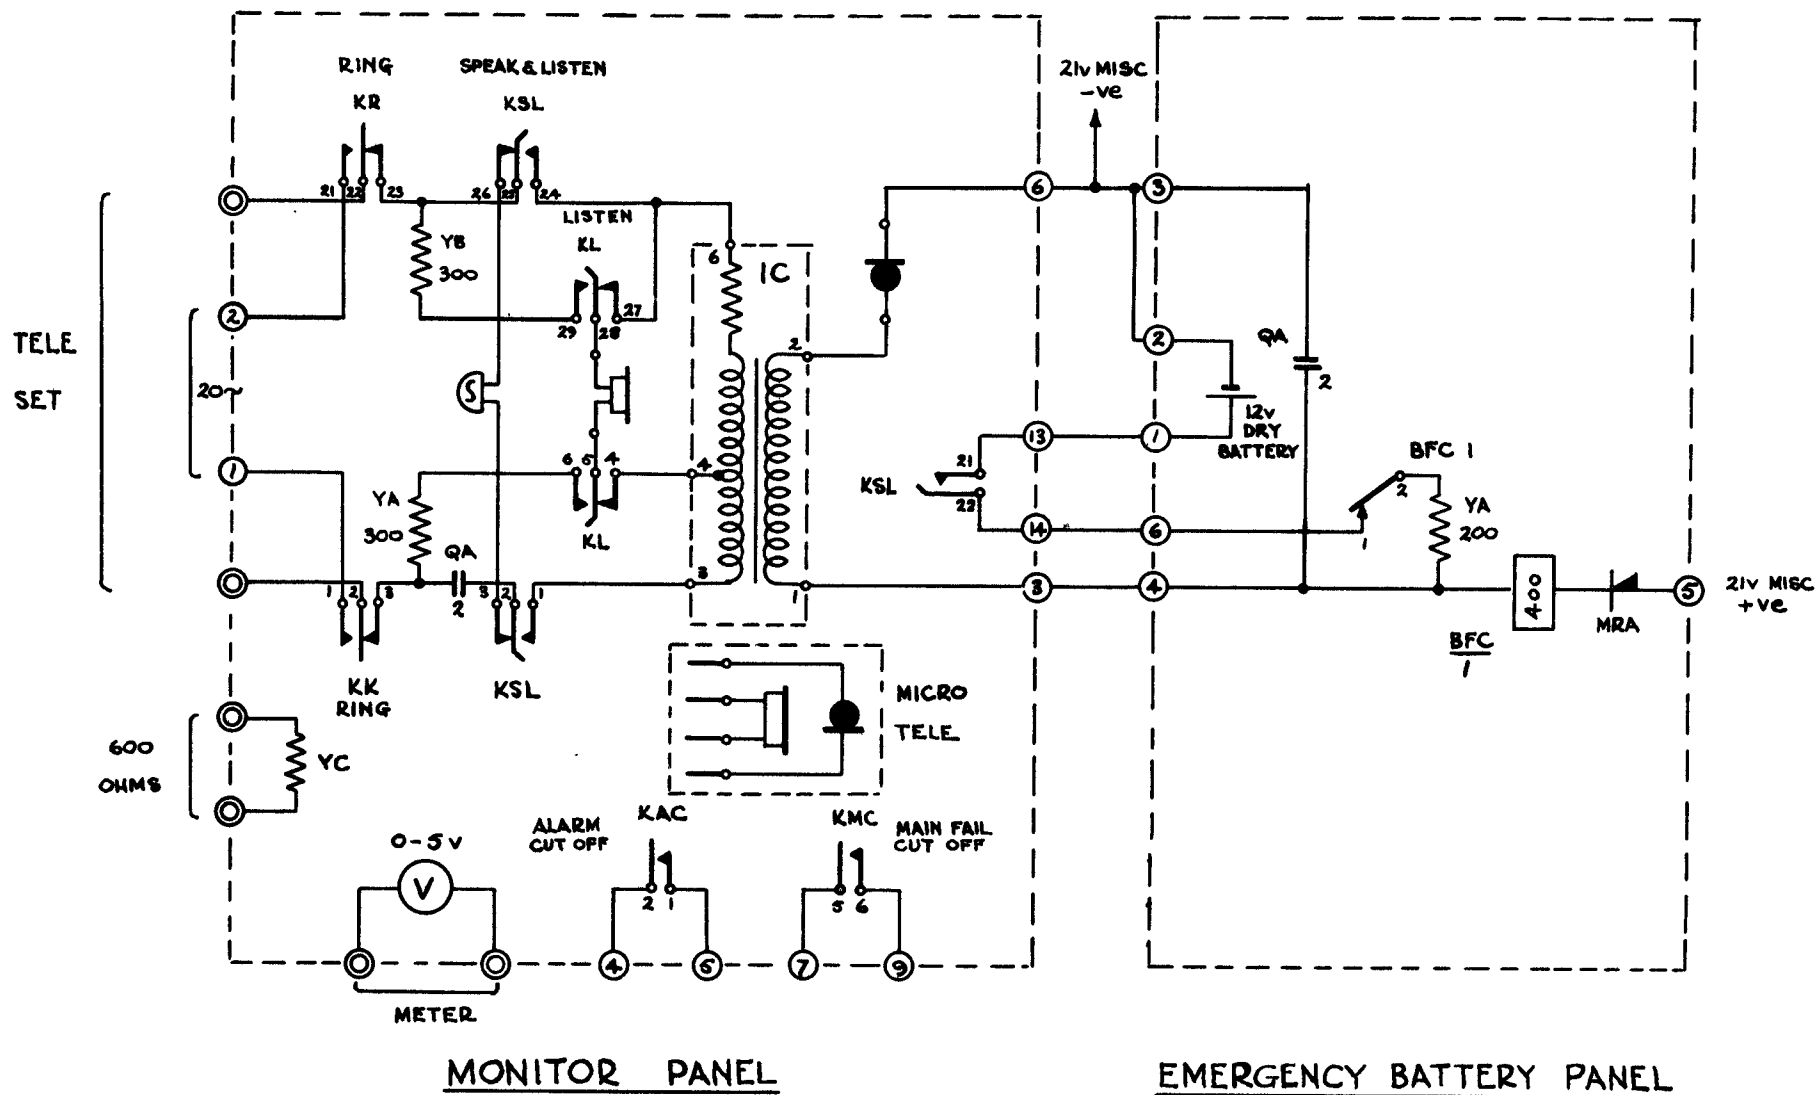 RING
KR
SPEAK & LISTEN
KSL
21 22 23
26 25 24
LISTEN
KL
YB
300
29 28 27
6
IC
2
4
3
1
TELE
SET
2
20~
1
S
6 5 4
KL
YA
300
QA
2
1 2 3
3 2 1
KK
RING
KSL
600
OHMS
YC
MICRO
TELE
0-5V
V
METER
ALARM
CUT OFF
KAC
2 1
4
5
KMC
MAIN FAIL
CUT OFF
5 6
7
9
KSL
21
22
6
13
14
3
21V MISC
-VE
3
2
1
6
4
12V
DRY
BATTERY
QA
2
BFC 1
2
1
YA
200
400
BFC
1
MRA
5
21V MISC
+VE
MONITOR PANEL
EMERGENCY BATTERY PANEL